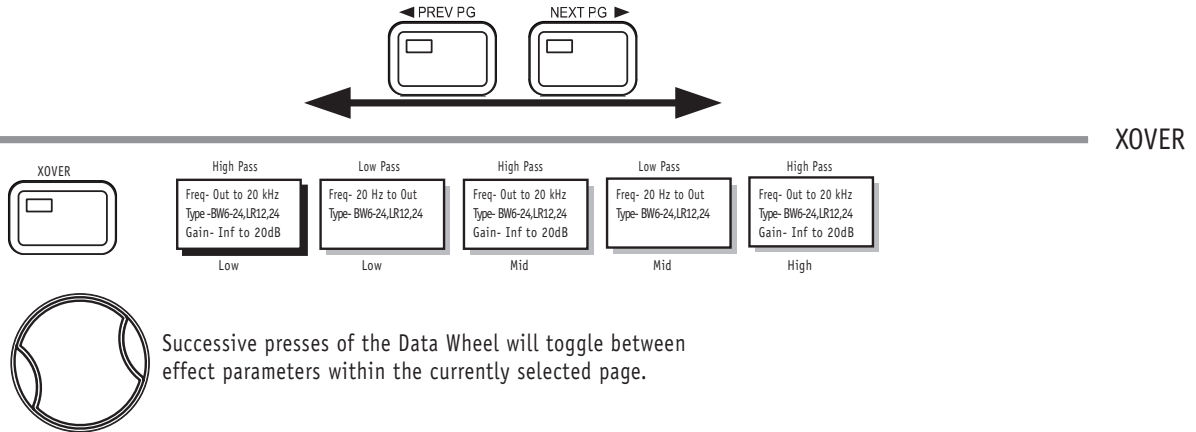 ◄ PREV PG
NEXT PG ►
XOVER
XOVER
High Pass
Freq- Out to 20 kHz
Type -BW6-24,LR12,24
Gain- Inf to 20dB
Low
Low Pass
Freq- 20 Hz to Out
Type- BW6-24,LR12,24
Low
High Pass
Freq- Out to 20 kHz
Type- BW6-24,LR12,24
Gain- Inf to 20dB
Mid
Low Pass
Freq- 20 Hz to Out
Type- BW6-24,LR12,24
Mid
High Pass
Freq- Out to 20 kHz
Type- BW6-24,LR12,24
Gain- Inf to 20dB
High
Successive presses of the Data Wheel will toggle between
effect parameters within the currently selected page.